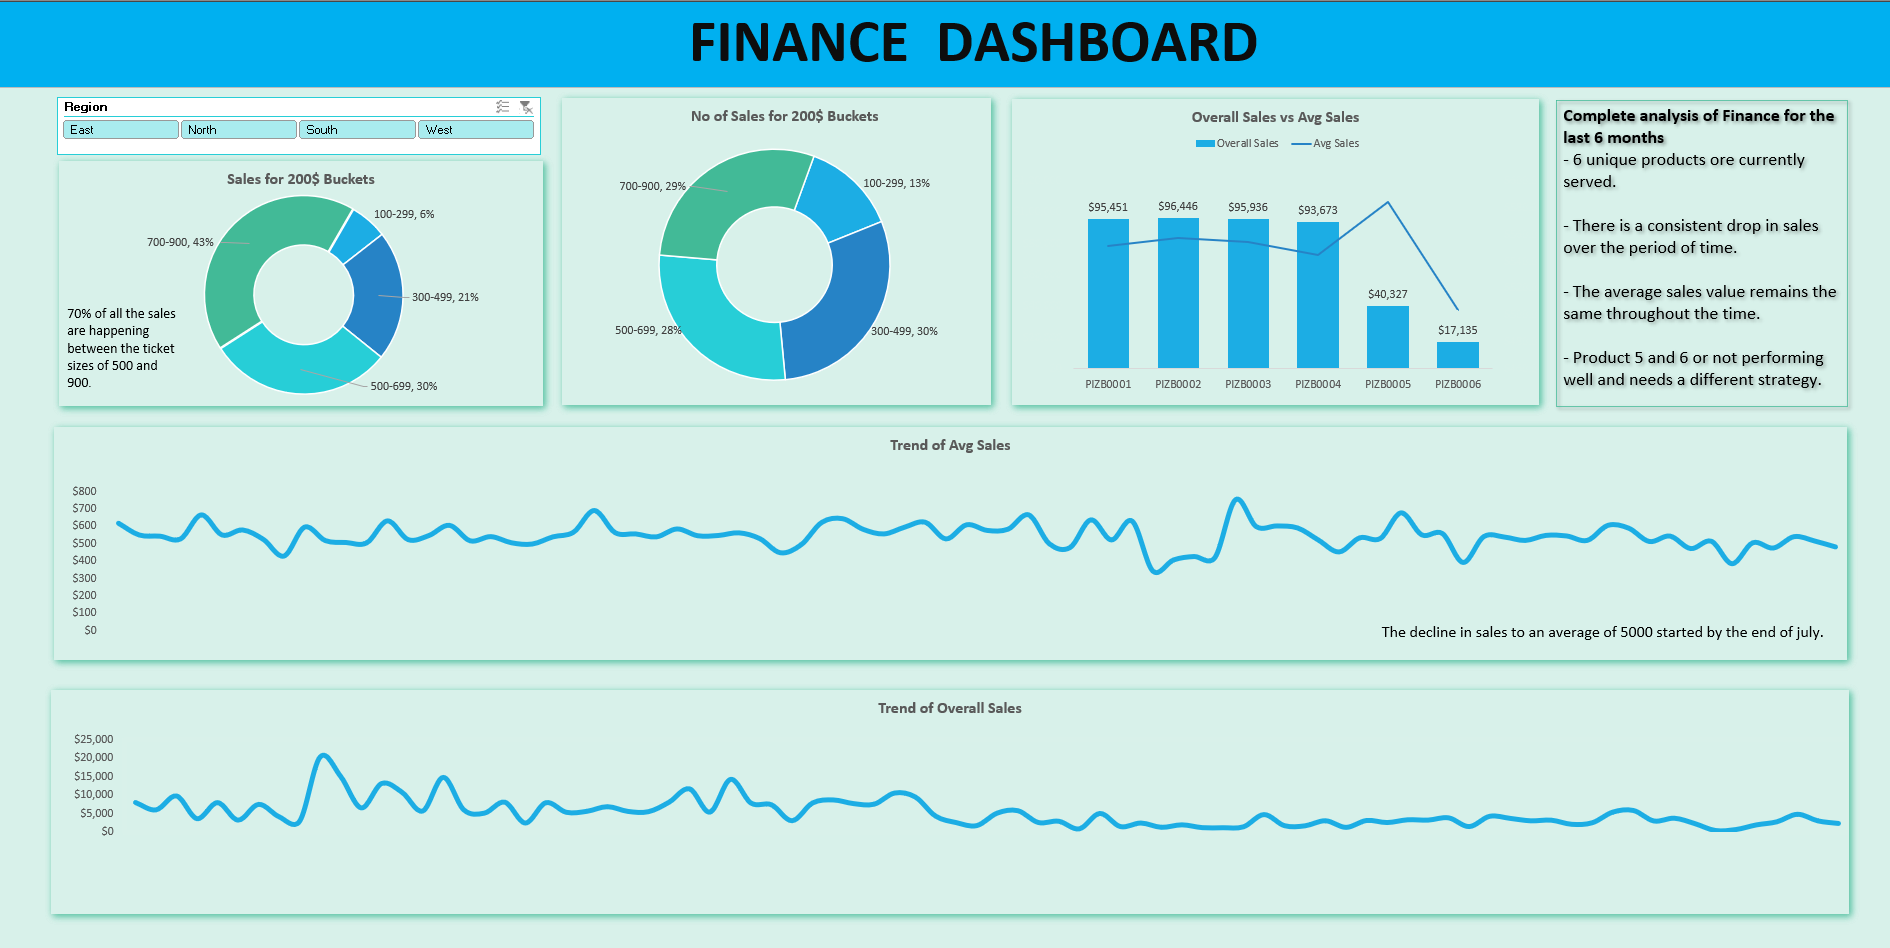 FINANCE  DASHBOARD
Region
East
North
South
West
Sales for 200$ Buckets
100-299, 6%
700-900, 43%
300-499, 21%
500-699, 30%
70% of all the sales
are happening
between the ticket
sizes of 500 and
900.
No of Sales for 200$ Buckets
700-900, 29%
100-299, 13%
500-699, 28%
300-499, 30%
Overall Sales vs Avg Sales
Overall Sales
Avg Sales
$95,451
$96,446
$95,936
$93,673
$40,327
$17,135
PIZB0001
PIZB0002
PIZB0003
PIZB0004
PIZB0005
PIZB0006
Complete analysis of Finance for the
last 6 months
- 6 unique products ore currently
served.
- There is a consistent drop in sales
over the period of time.
- The average sales value remains the
same throughout the time.
- Product 5 and 6 or not performing
well and needs a different strategy.
Trend of Avg Sales
$800
$700
$600
$500
$400
$300
$200
$100
$0
The decline in sales to an average of 5000 started by the end of july.
Trend of Overall Sales
$25,000
$20,000
$15,000
$10,000
$5,000
$0